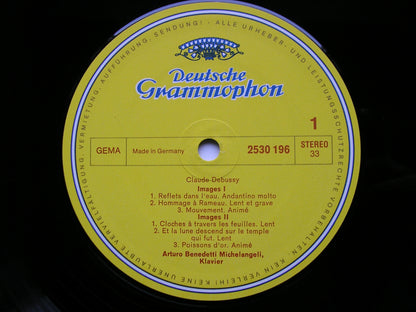 ALLE URHEBER- UND LEISTUNGSSCHUTZRECHTE VORBEHALTEN · KEIN VERLEIH! KEINE UNERLAUBTE VERVIELFÄLTIGUNG, VERMIETUNG, AUFFÜHRUNG, SENDUNG! ·
Deutsche
Grammophon
1
GEMA
Made in Germany
2530 196
STEREO
33
Claude Debussy
Images I
1. Reflets dans l'eau. Andantino molto
2. Hommage à Rameau. Lent et grave
3. Mouvement. Animé
Images II
1. Cloches à travers les feuilles. Lent
2. Et la lune descend sur le temple
qui fut. Lent
3. Poissons d'or. Animé
Arturo Benedetti Michelangeli,
Klavier